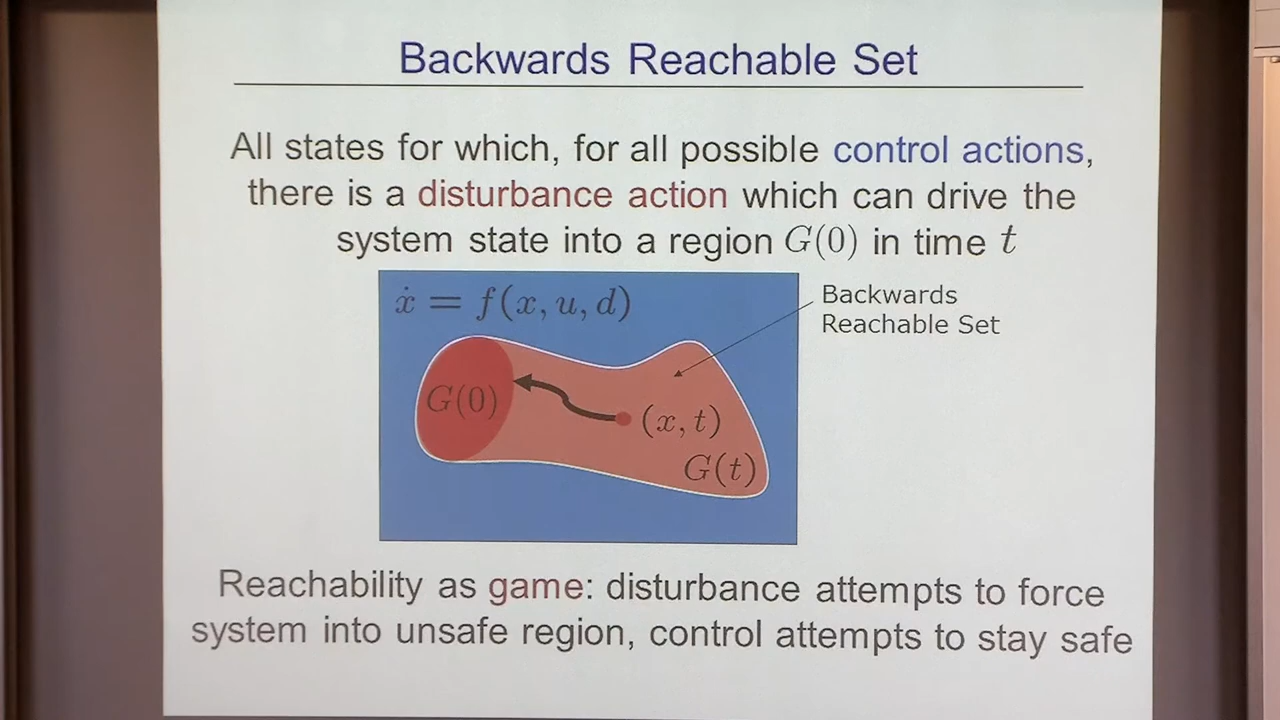 Backwards Reachable Set
All states for which, for all possible control actions,
there is a disturbance action which can drive the
system state into a region G(0) in time t
ẋ = f(x, u, d)
Backwards
Reachable Set
G(0)
(x, t)
G(t)
Reachability as game: disturbance attempts to force
system into unsafe region, control attempts to stay safe